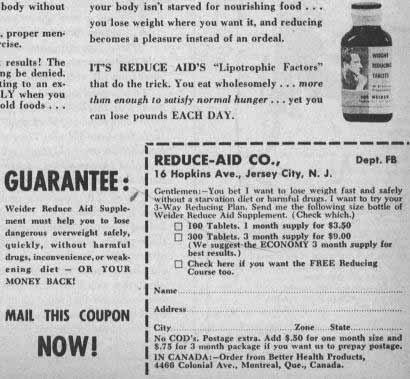 body without
, proper men-
rcise.
results! The
ng be denied.
ting to an ex-
LY when you
old foods . . .
your body isn't starved for nourishing food . . .
you lose weight where you want it, and reducing
becomes a pleasure instead of an ordeal.
IT'S REDUCE AID'S "Lipotrophic Factors"
that do the trick. You eat wholesomely . . . more
than enough to satisfy normal hunger . . . yet you
can lose pounds EACH DAY.
WEIGHT
REDUCING
TABLETS
GUARANTEE:
Weider Reduce Aid Supple-
ment must help you to lose
dangerous overweight safely,
quickly, without harmful
drugs, inconvenience, or weak-
ening diet — OR YOUR
MONEY BACK!
MAIL THIS COUPON
NOW!
REDUCE-AID CO., Dept. FB
16 Hopkins Ave., Jersey City, N. J.
Gentlemen:—You bet I want to lose weight fast and safely
without a starvation diet or harmful drugs. I want to try your
3-Way Reducing Plan. Send me the following size bottle of
Weider Reduce Aid Supplement. (Check which.)
100 Tablets. 1 month supply for $3.50
300 Tablets. 3 month supply for $9.00
(We suggest the ECONOMY 3 month supply for
best results.)
Check here if you want the FREE Reducing
Course too.
Name
Address
City Zone State
No COD's. Postage extra. Add $.50 for one month size and
$.75 for 3 month package if you want us to prepay postage.
IN CANADA:—Order from Better Health Products,
4466 Colonial Ave., Montreal, Que., Canada.